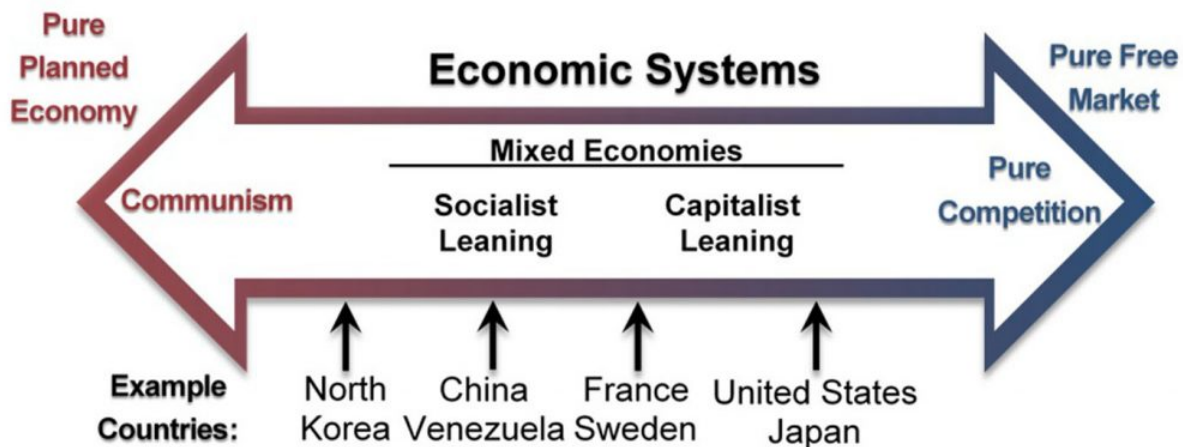 Pure
Planned
Economy
Economic Systems
Pure Free
Market
Mixed Economies
Communism
Socialist
Leaning
Capitalist
Leaning
Pure
Competition
Example
Countries:
North
Korea
China
Venezuela
France
Sweden
United States
Japan